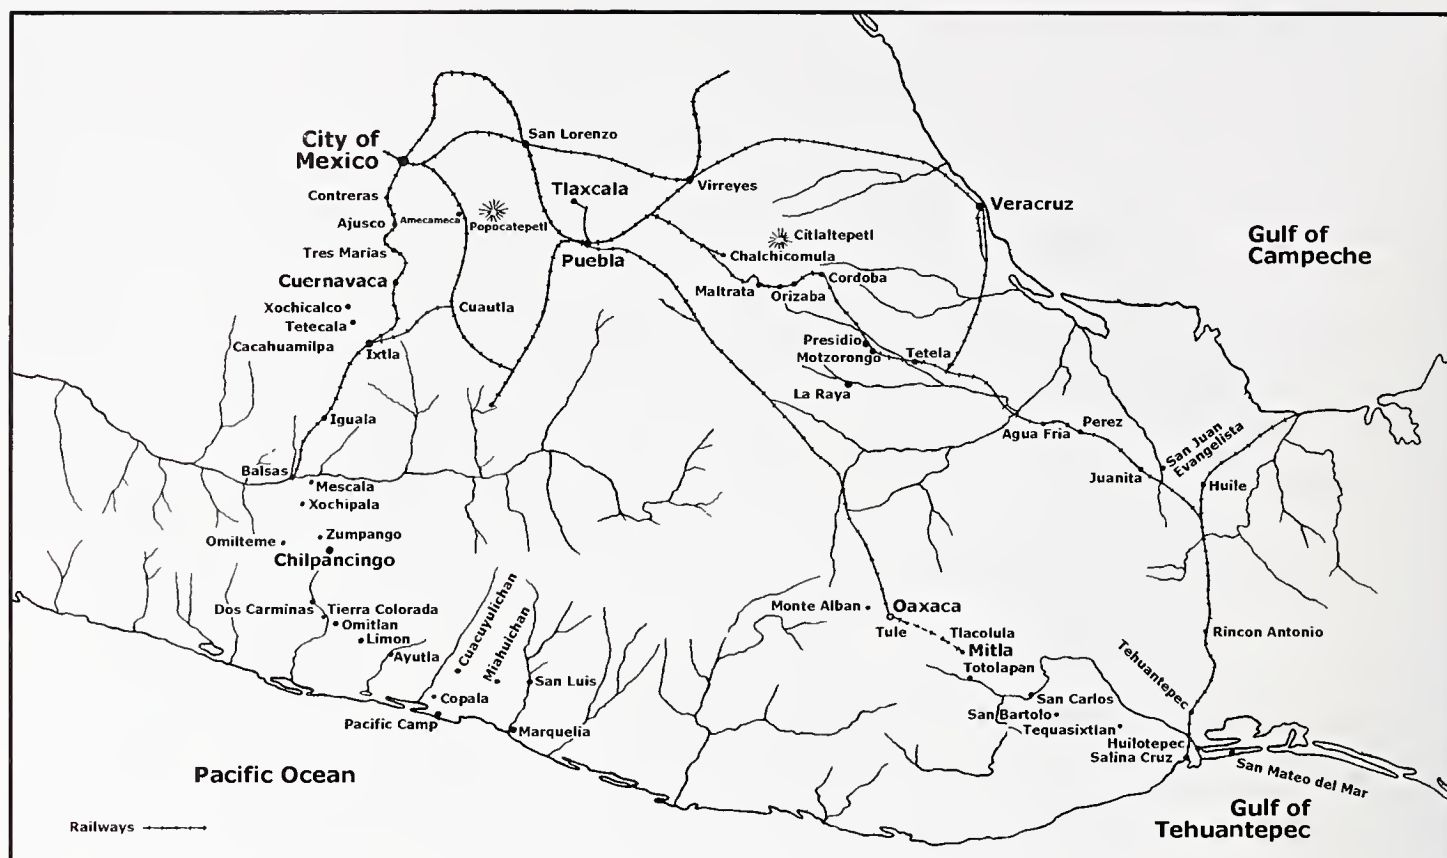 City of
Mexico
San Lorenzo
Contreras
Tlaxcala
Virreyes
Ajusco
Amecameca
Popocatepetl
Veracruz
Citlaltepetl
Gulf of
Campeche
Tres Marias
Puebla
Chalchicomula
Cuernavaca
Maltrata
Orizaba
Cordoba
Xochicalco
Cuautla
Tetecala
Cacahuamilpa
Ixtla
Presidio
Motzorongo
Tetela
La Raya
Iguala
Agua Fria
Perez
San Juan
Evangelista
Balsas
Mescala
Juanita
Huile
Xochipala
Omilteme
Zumpango
Chilpancingo
Dos Carminas
Tierra Colorada
Omitlan
Limon
Ayutla
Cuacuyulichan
Miahuichan
Monte Alban
Oaxaca
Tule
Tlacolula
Mitla
Totolapan
Rincon Antonio
Tehuantepec
San Luis
Copala
San Carlos
San Bartolo
Pacific Camp
Marquelia
Tequasixtlan
Huilotepec
Salina Cruz
San Mateo del Mar
Pacific Ocean
Gulf of
Tehuantepec
Railways